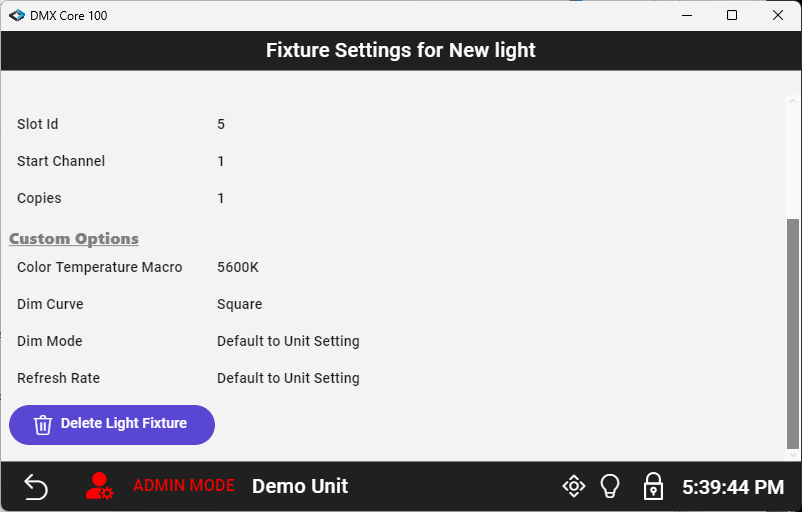 DMX Core 100
Fixture Settings for New light
Slot Id 5
Start Channel 1
Copies 1
Custom Options
Color Temperature Macro 5600K
Dim Curve Square
Dim Mode Default to Unit Setting
Refresh Rate Default to Unit Setting
Delete Light Fixture
ADMIN MODE Demo Unit 5:39:44 PM